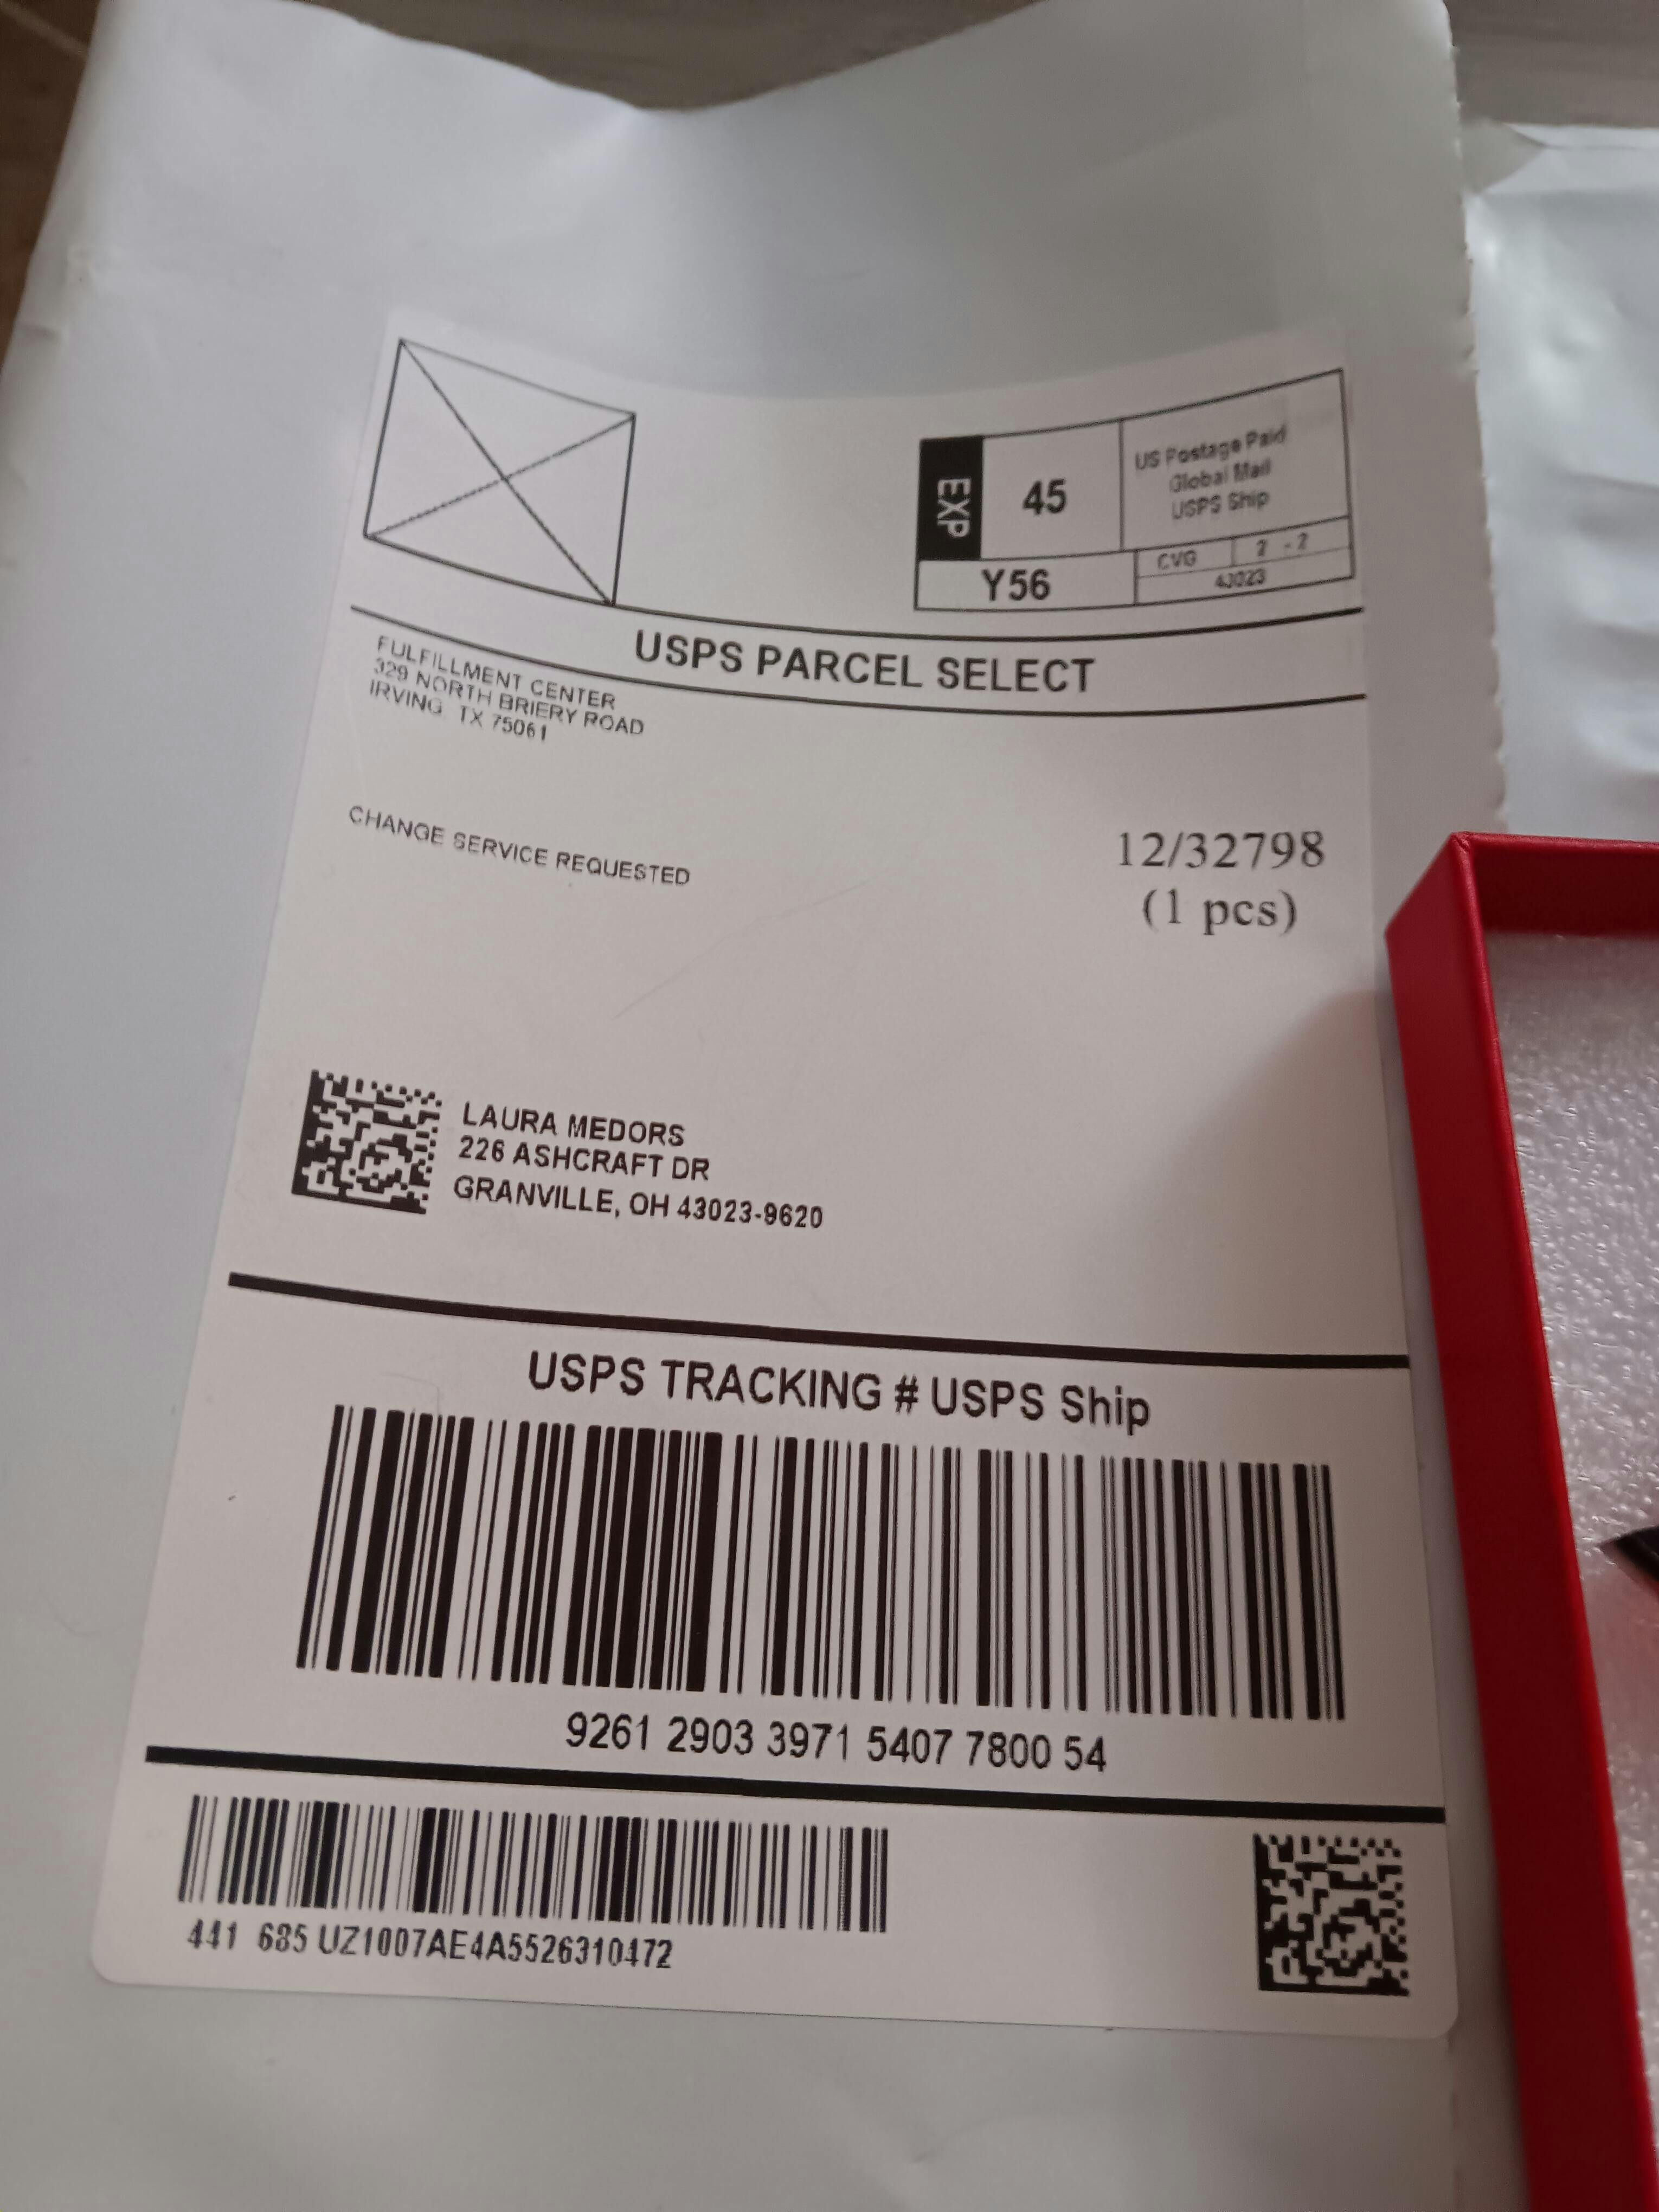 EXP
45
US Postage Paid
Global Mail
USPS Ship
Y56
CVG
2 - 2
43023
USPS PARCEL SELECT
FULFILLMENT CENTER
329 NORTH BRIERY ROAD
IRVING TX 75061
CHANGE SERVICE REQUESTED
12/32798
(1 pcs)
LAURA MEDORS
226 ASHCRAFT DR
GRANVILLE, OH 43023-9620
USPS TRACKING # USPS Ship
9261 2903 3971 5407 7800 54
441 685 UZ1007AE4A5526310472